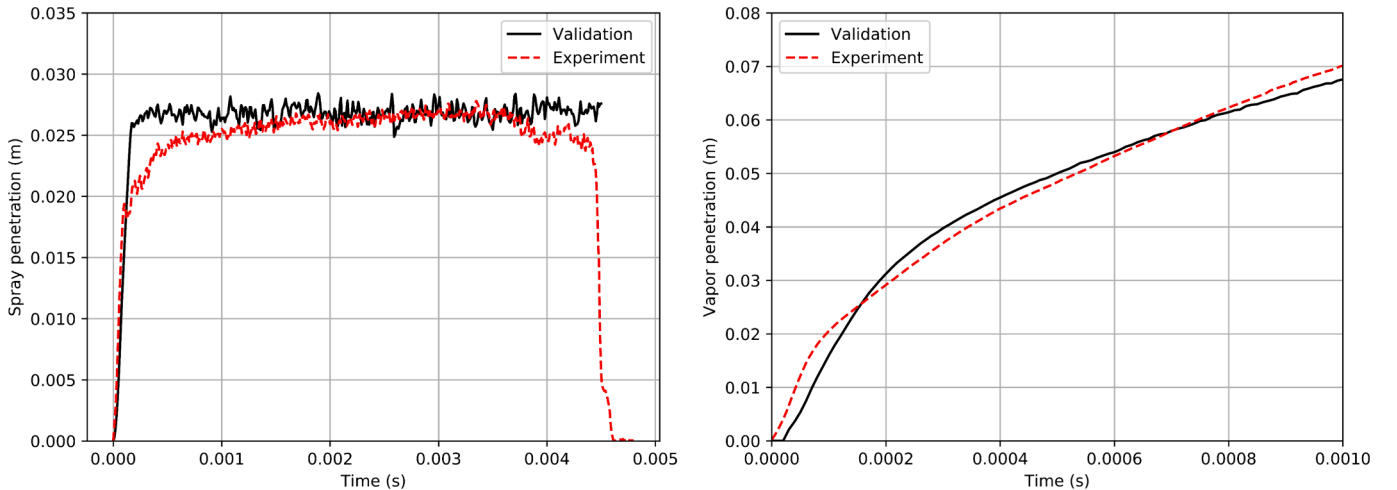 0.035
0.030
0.025
0.020
0.015
0.010
0.005
0.000
Spray penetration (m)
Validation
Experiment
0.000 0.001 0.002 0.003 0.004 0.005
Time (s)
0.08
0.07
0.06
0.05
0.04
0.03
0.02
0.01
0.00
Vapor penetration (m)
Validation
Experiment
0.0000 0.0002 0.0004 0.0006 0.0008 0.0010
Time (s)